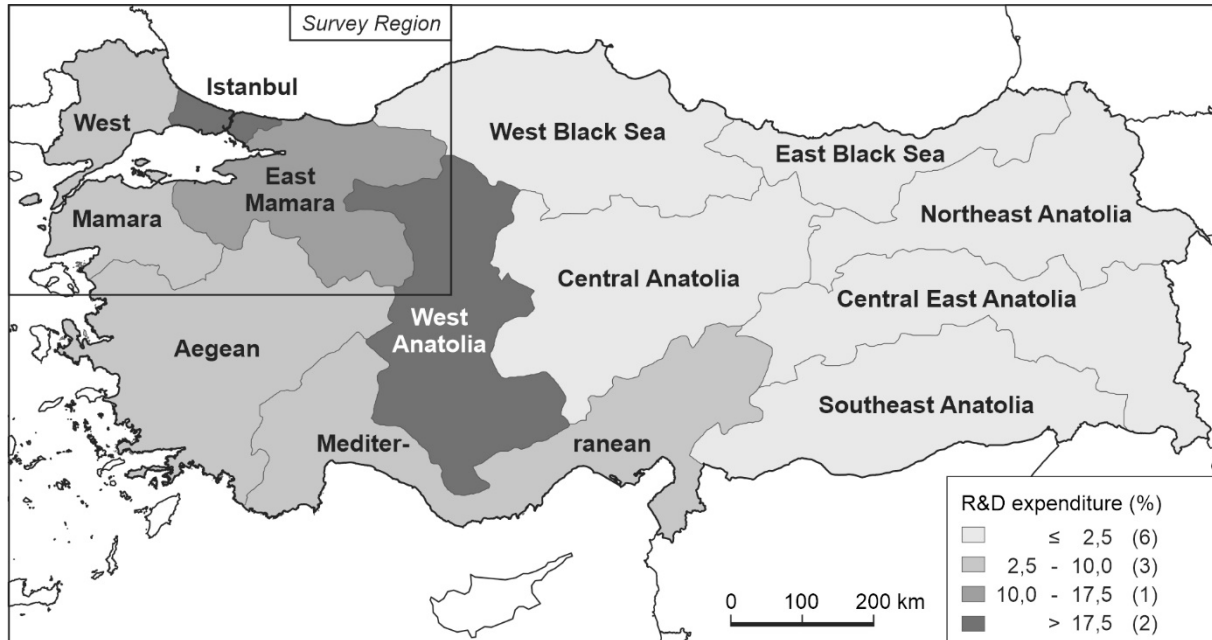 Survey Region
Istanbul
West
Mamara
East
Mamara
West Black Sea
East Black Sea
Northeast Anatolia
Central Anatolia
Central East Anatolia
West
Anatolia
Aegean
Southeast Anatolia
Mediter-
ranean
R&D expenditure (%)
≤ 2,5 (6)
2,5 - 10,0 (3)
10,0 - 17,5 (1)
> 17,5 (2)
0 100 200 km